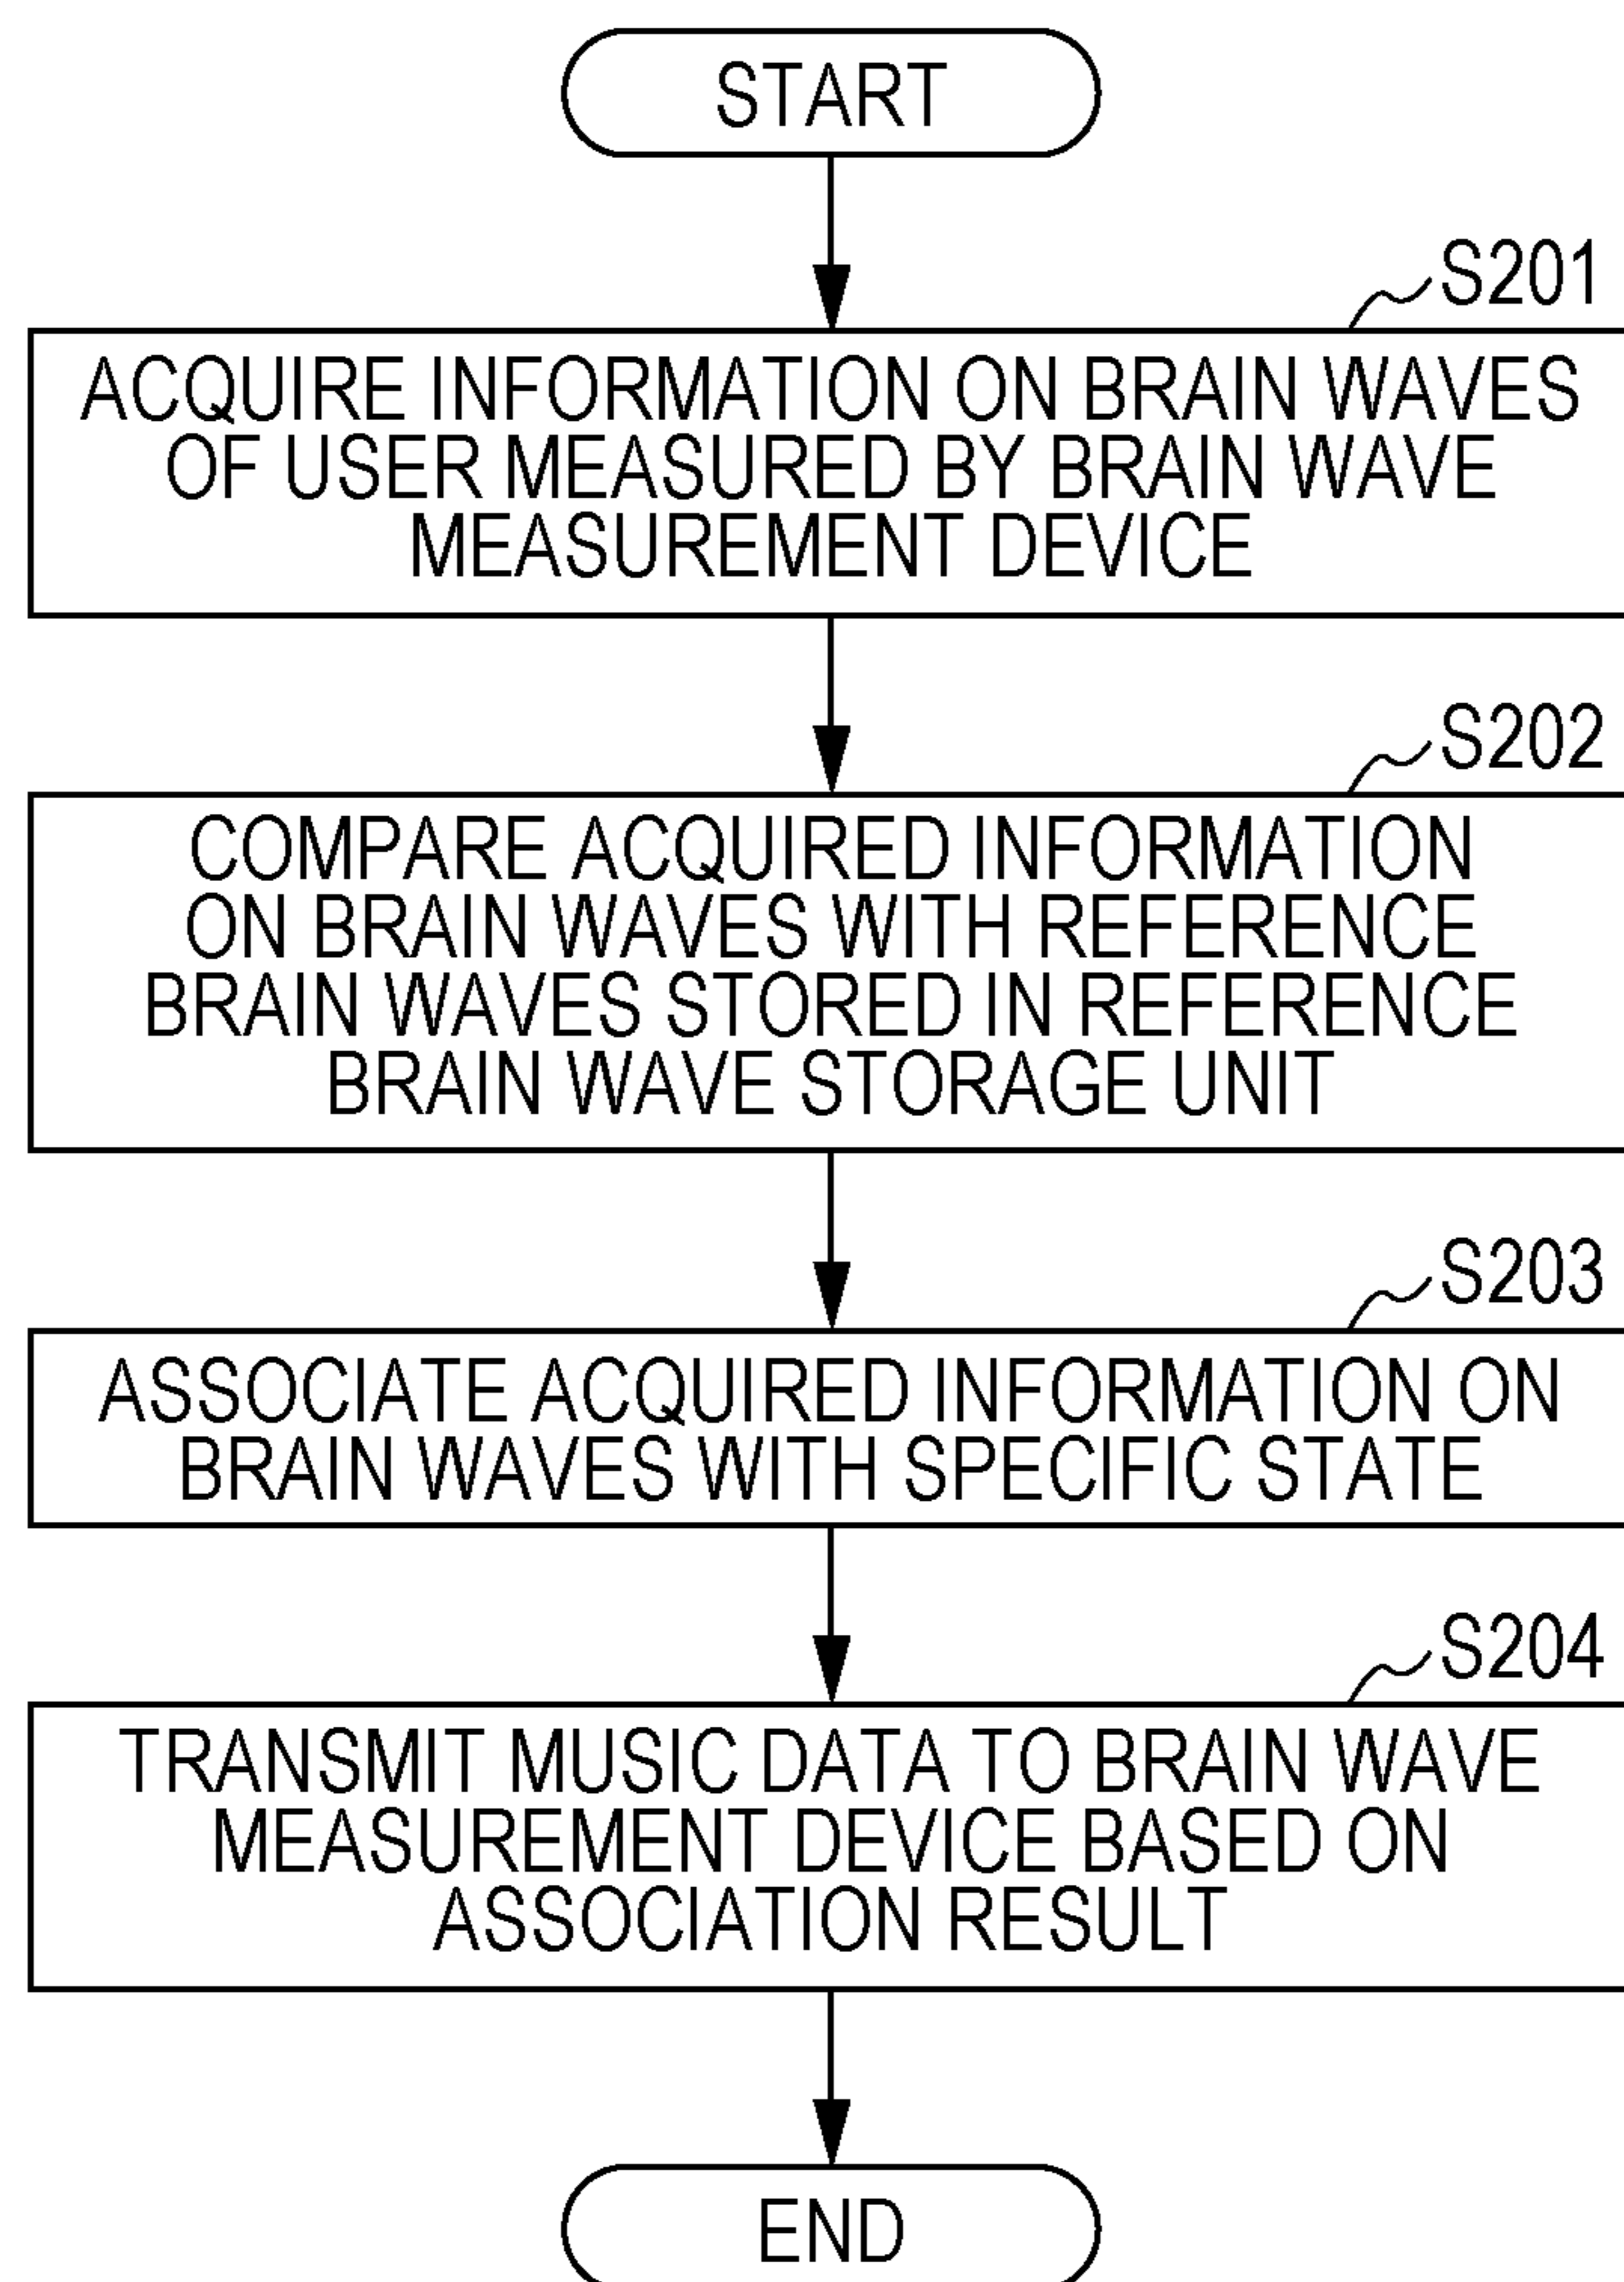 START
S201
ACQUIRE INFORMATION ON BRAIN WAVES
OF USER MEASURED BY BRAIN WAVE
MEASUREMENT DEVICE
S202
COMPARE ACQUIRED INFORMATION
ON BRAIN WAVES WITH REFERENCE
BRAIN WAVES STORED IN REFERENCE
BRAIN WAVE STORAGE UNIT
S203
ASSOCIATE ACQUIRED INFORMATION ON
BRAIN WAVES WITH SPECIFIC STATE
S204
TRANSMIT MUSIC DATA TO BRAIN WAVE
MEASUREMENT DEVICE BASED ON
ASSOCIATION RESULT
END